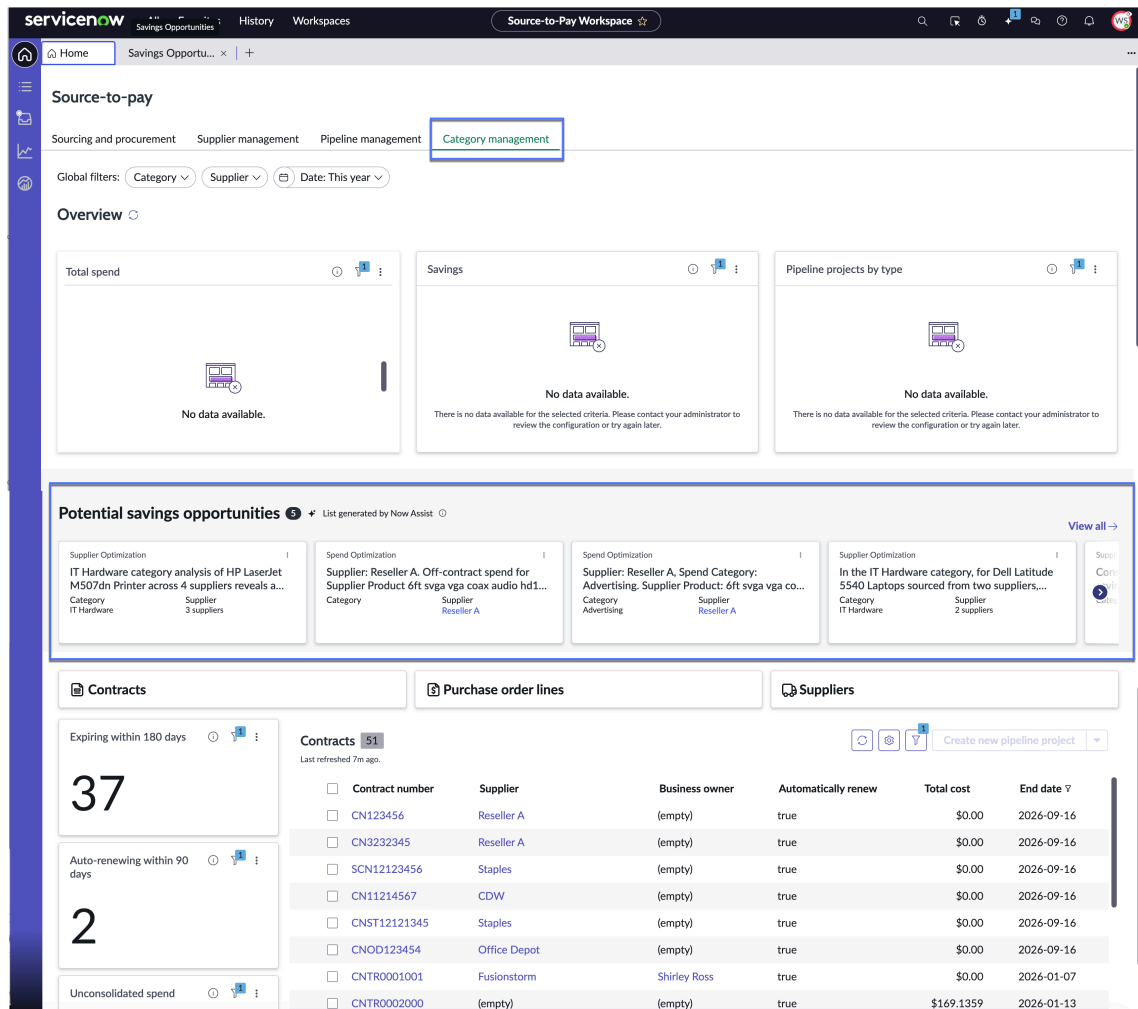 servicenow All Favorites History Workspaces Source-to-Pay Workspace 1 WS
Savings Opportunities
Home Savings Opportu... × +
Source-to-pay
Sourcing and procurement Supplier management Pipeline management Category management
Global filters: Category Supplier Date: This year
Overview
Total spend 1
No data available.
Savings 1
No data available.
There is no data available for the selected criteria. Please contact your administrator to
review the configuration or try again later.
Pipeline projects by type 1
No data available.
There is no data available for the selected criteria. Please contact your administrator to
review the configuration or try again later.
Potential savings opportunities 5 List generated by Now Assist
View all
Supplier Optimization
IT Hardware category analysis of HP LaserJet
M507dn Printer across 4 suppliers reveals a...
Category Supplier
IT Hardware 3 suppliers
Spend Optimization
Supplier: Reseller A. Off-contract spend for
Supplier Product 6ft svga vga coax audio hd1...
Category Supplier
Reseller A
Spend Optimization
Supplier: Reseller A, Spend Category:
Advertising. Supplier Product: 6ft svga vga co...
Category Supplier
Advertising Reseller A
Supplier Optimization
In the IT Hardware category, for Dell Latitude
5540 Laptops sourced from two suppliers,...
Category Supplier
IT Hardware 2 suppliers
Contracts
Purchase order lines
Suppliers
Expiring within 180 days 1
37
Auto-renewing within 90
days 1
2
Unconsolidated spend 1
Contracts 51
Last refreshed 7m ago.
1 Create new pipeline project
Contract number Supplier Business owner Automatically renew Total cost End date
CN123456 Reseller A (empty) true $0.00 2026-09-16
CN3232345 Reseller A (empty) true $0.00 2026-09-16
SCN12123456 Staples (empty) true $0.00 2026-09-16
CN11214567 CDW (empty) true $0.00 2026-09-16
CNST12121345 Staples (empty) true $0.00 2026-09-16
CNOD123454 Office Depot (empty) true $0.00 2026-09-16
CNTR0001001 Fusionstorm Shirley Ross true $0.00 2026-01-07
CNTR0002000 (empty) (empty) true $169.1359 2026-01-13